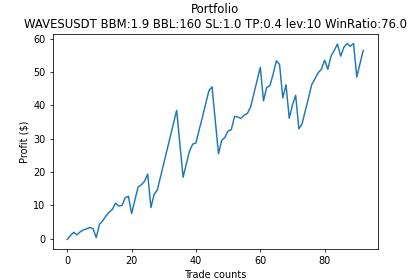 Portfolio
WAVESUSDT BBM:1.9 BBL:160 SL:1.0 TP:0.4 lev:10 WinRatio:76.0
60
50
40
30
20
10
0
Profit ($)
0 20 40 60 80
Trade counts